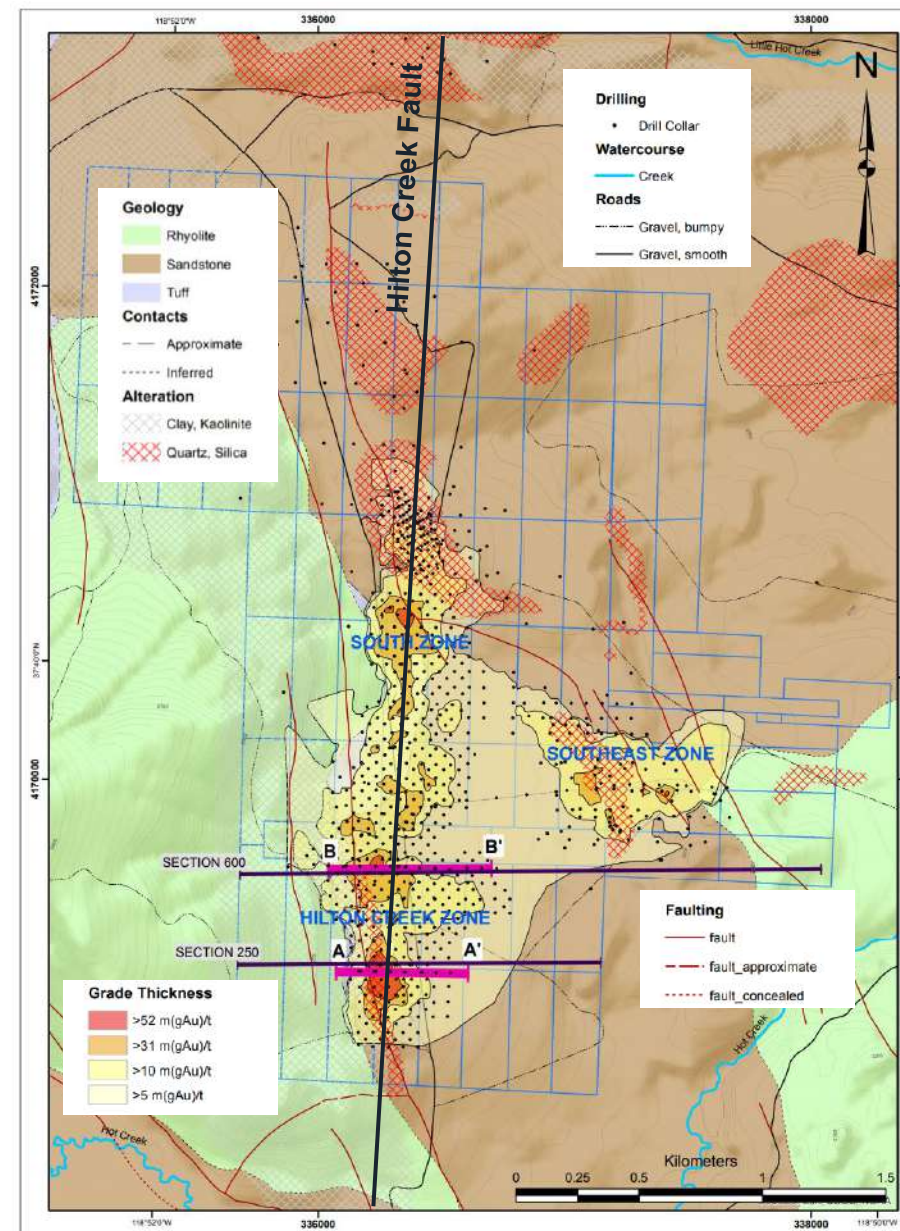 118°52'0"W
336000
338000
Little Hot Creek
N
Hilton Creek Fault
Drilling
Drill Collar
Watercourse
Creek
Roads
Gravel, bumpy
Gravel, smooth
Geology
Rhyolite
Sandstone
Tuff
Contacts
Approximate
Inferred
Alteration
Clay, Kaolinite
Quartz, Silica
4172000
37°40'0"N
SOUTH ZONE
SOUTHEAST ZONE
4170000
B
B'
SECTION 600
HILTON CREEK ZONE
A
A'
SECTION 250
Faulting
fault
fault_approximate
fault_concealed
Grade Thickness
>52 m(gAu)/t
>31 m(gAu)/t
>10 m(gAu)/t
>5 m(gAu)/t
Hot Creek
Hot Creek
Kilometers
0 0.25 0.5 1 1.5
118°52'0"W
336000
338000
118°50'0"W